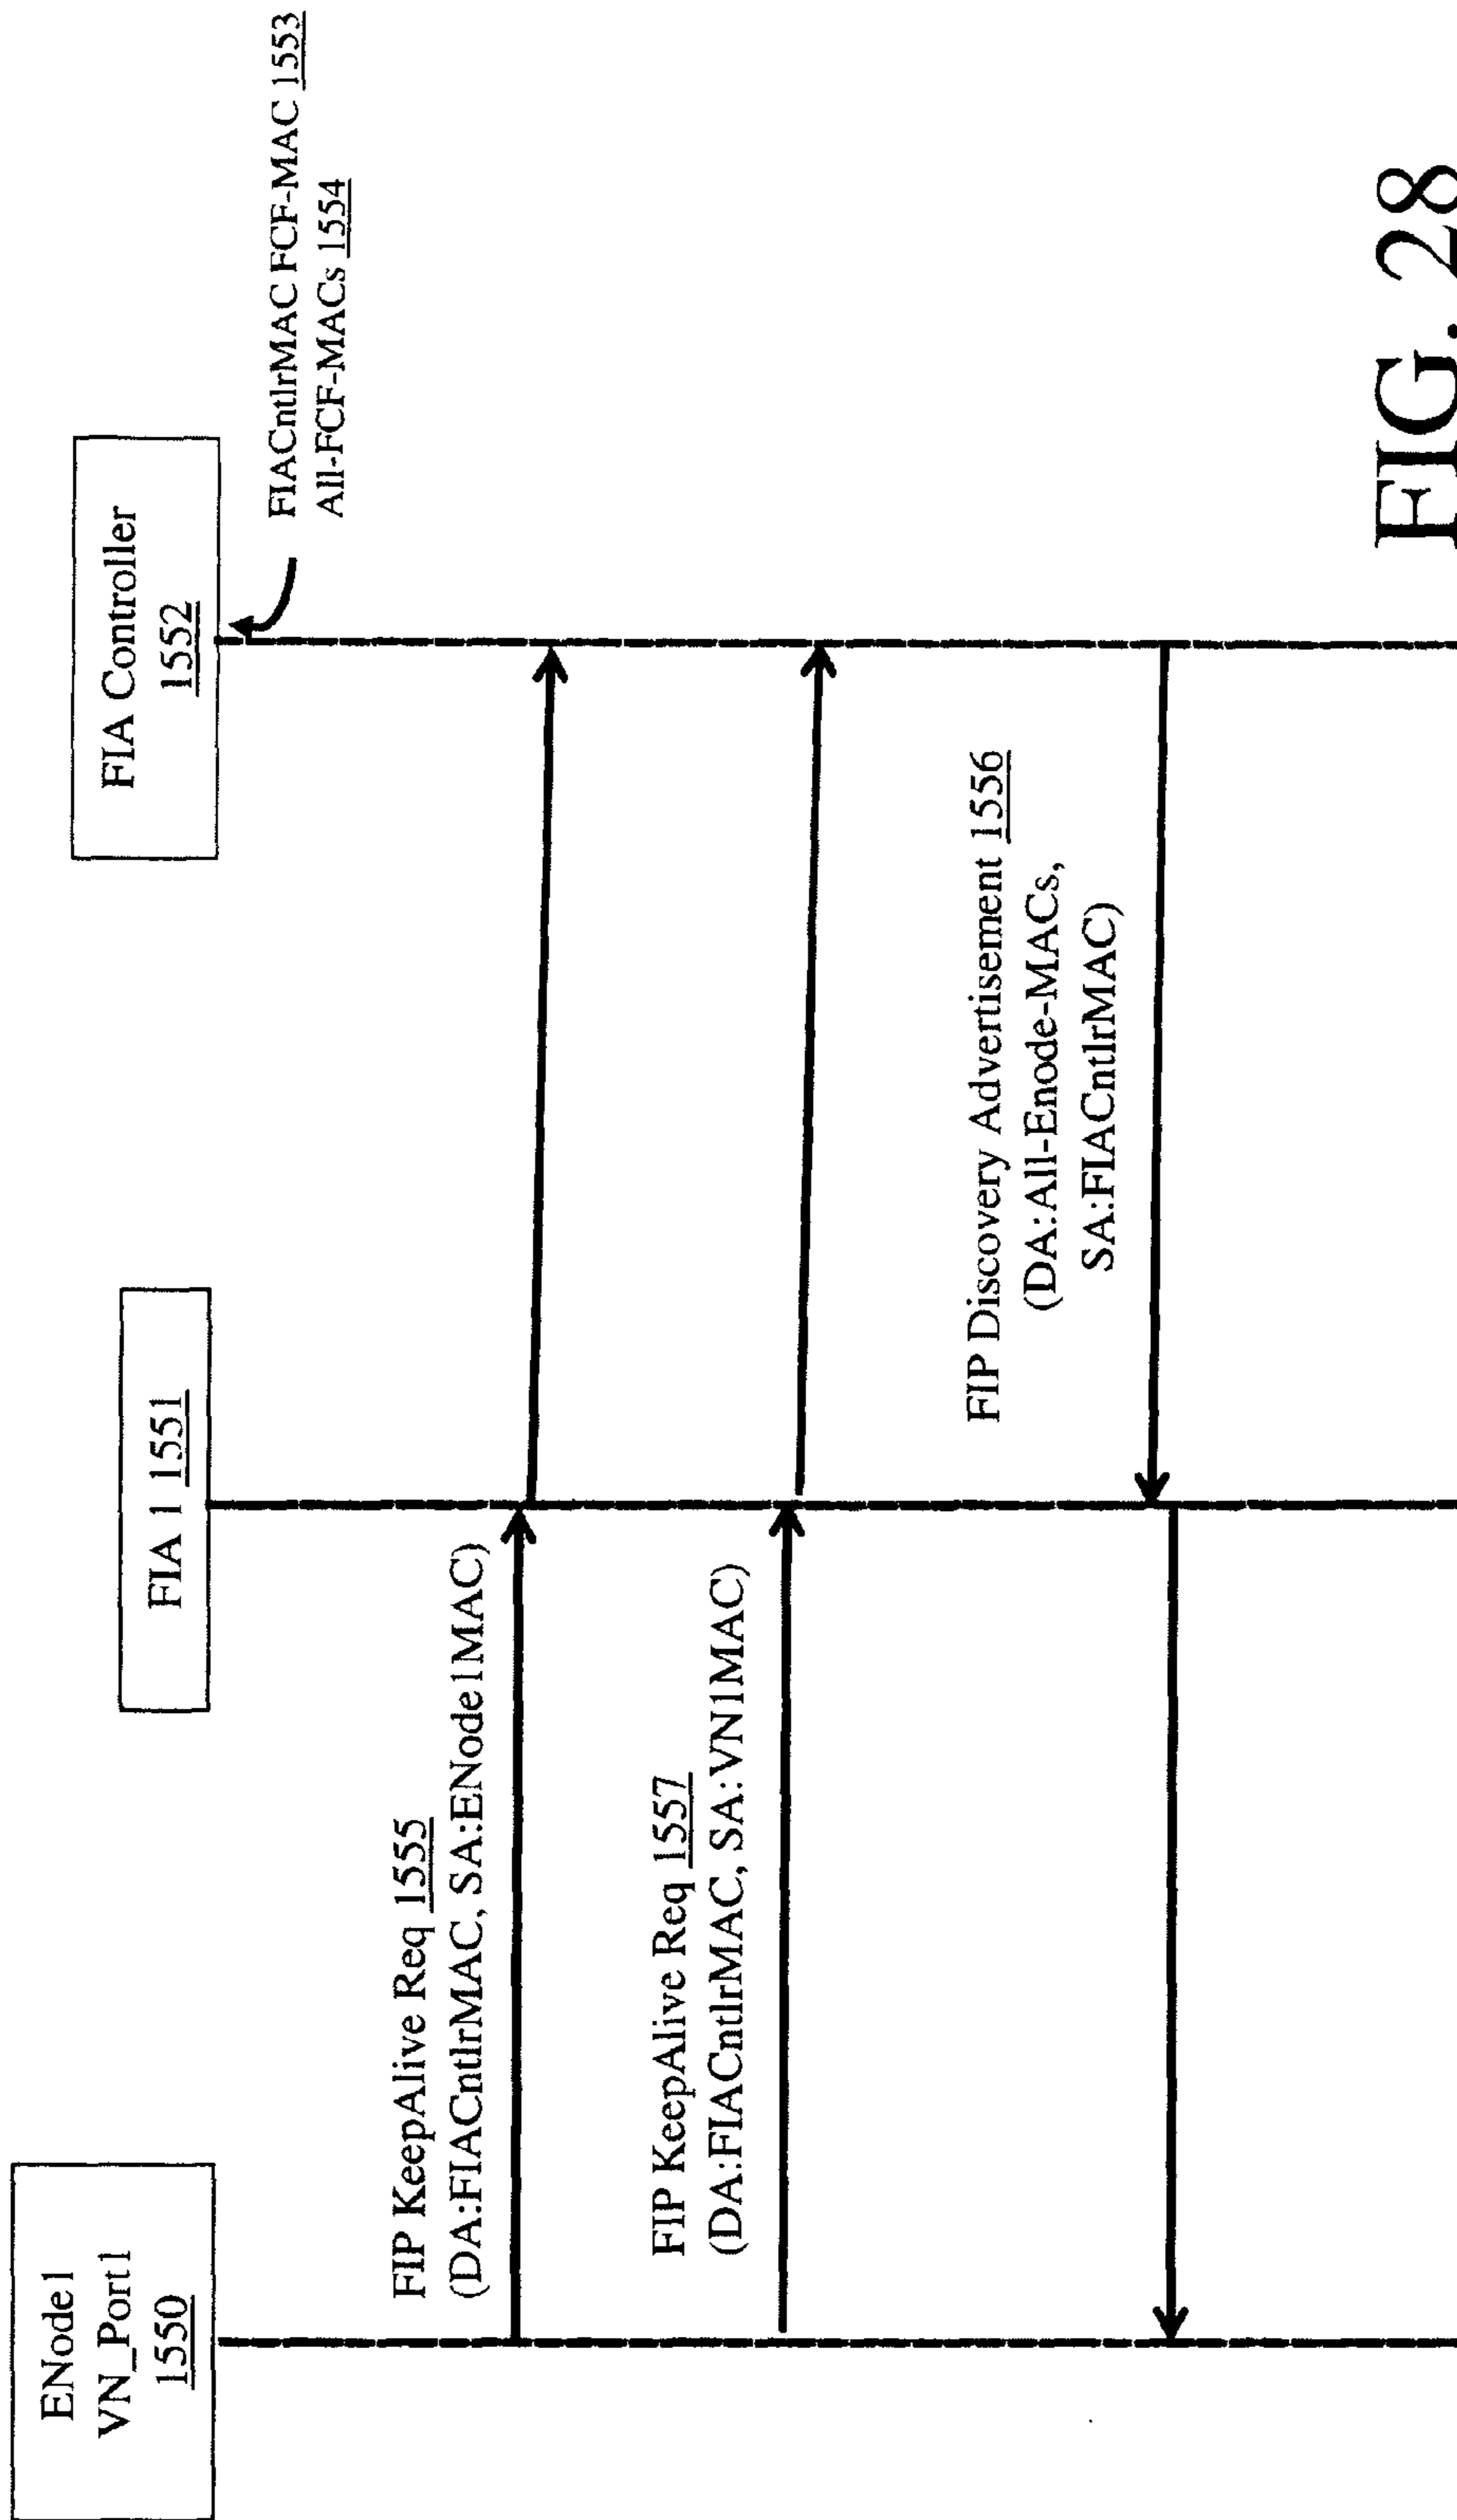 ENode1
VN_Port1
1550
FIA 1 1551
FIA Controller
1552
FIACntlrMAC FCF-MAC 1553
All-FCF-MACs 1554
FIP KeepAlive Req 1555
(DA:FIACntlrMAC, SA:ENode1MAC)
FIP KeepAlive Req 1557
(DA:FIACntlrMAC, SA:VN1MAC)
FIP Discovery Advertisement 1556
(DA:All-Enode-MACs,
SA:FIACntlrMAC)
FIG. 28